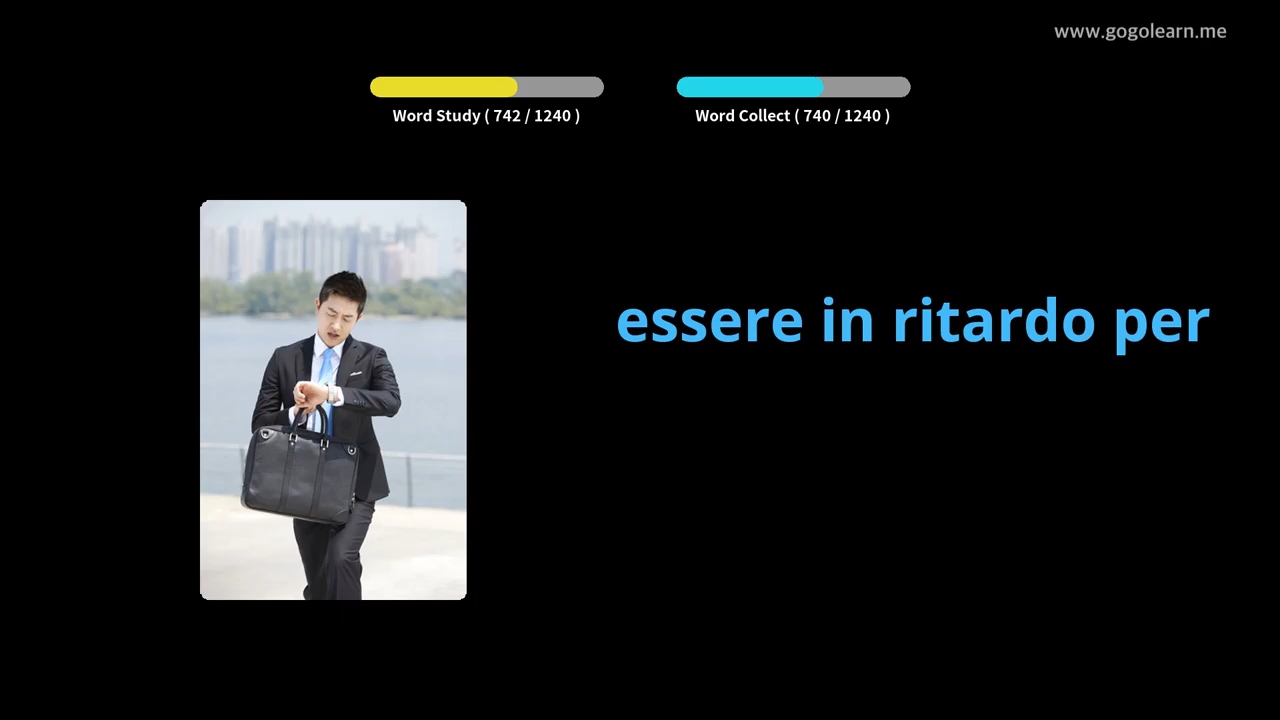 www.gogolearn.me
Word Study ( 742 / 1240 )
Word Collect ( 740 / 1240 )
essere in ritardo per